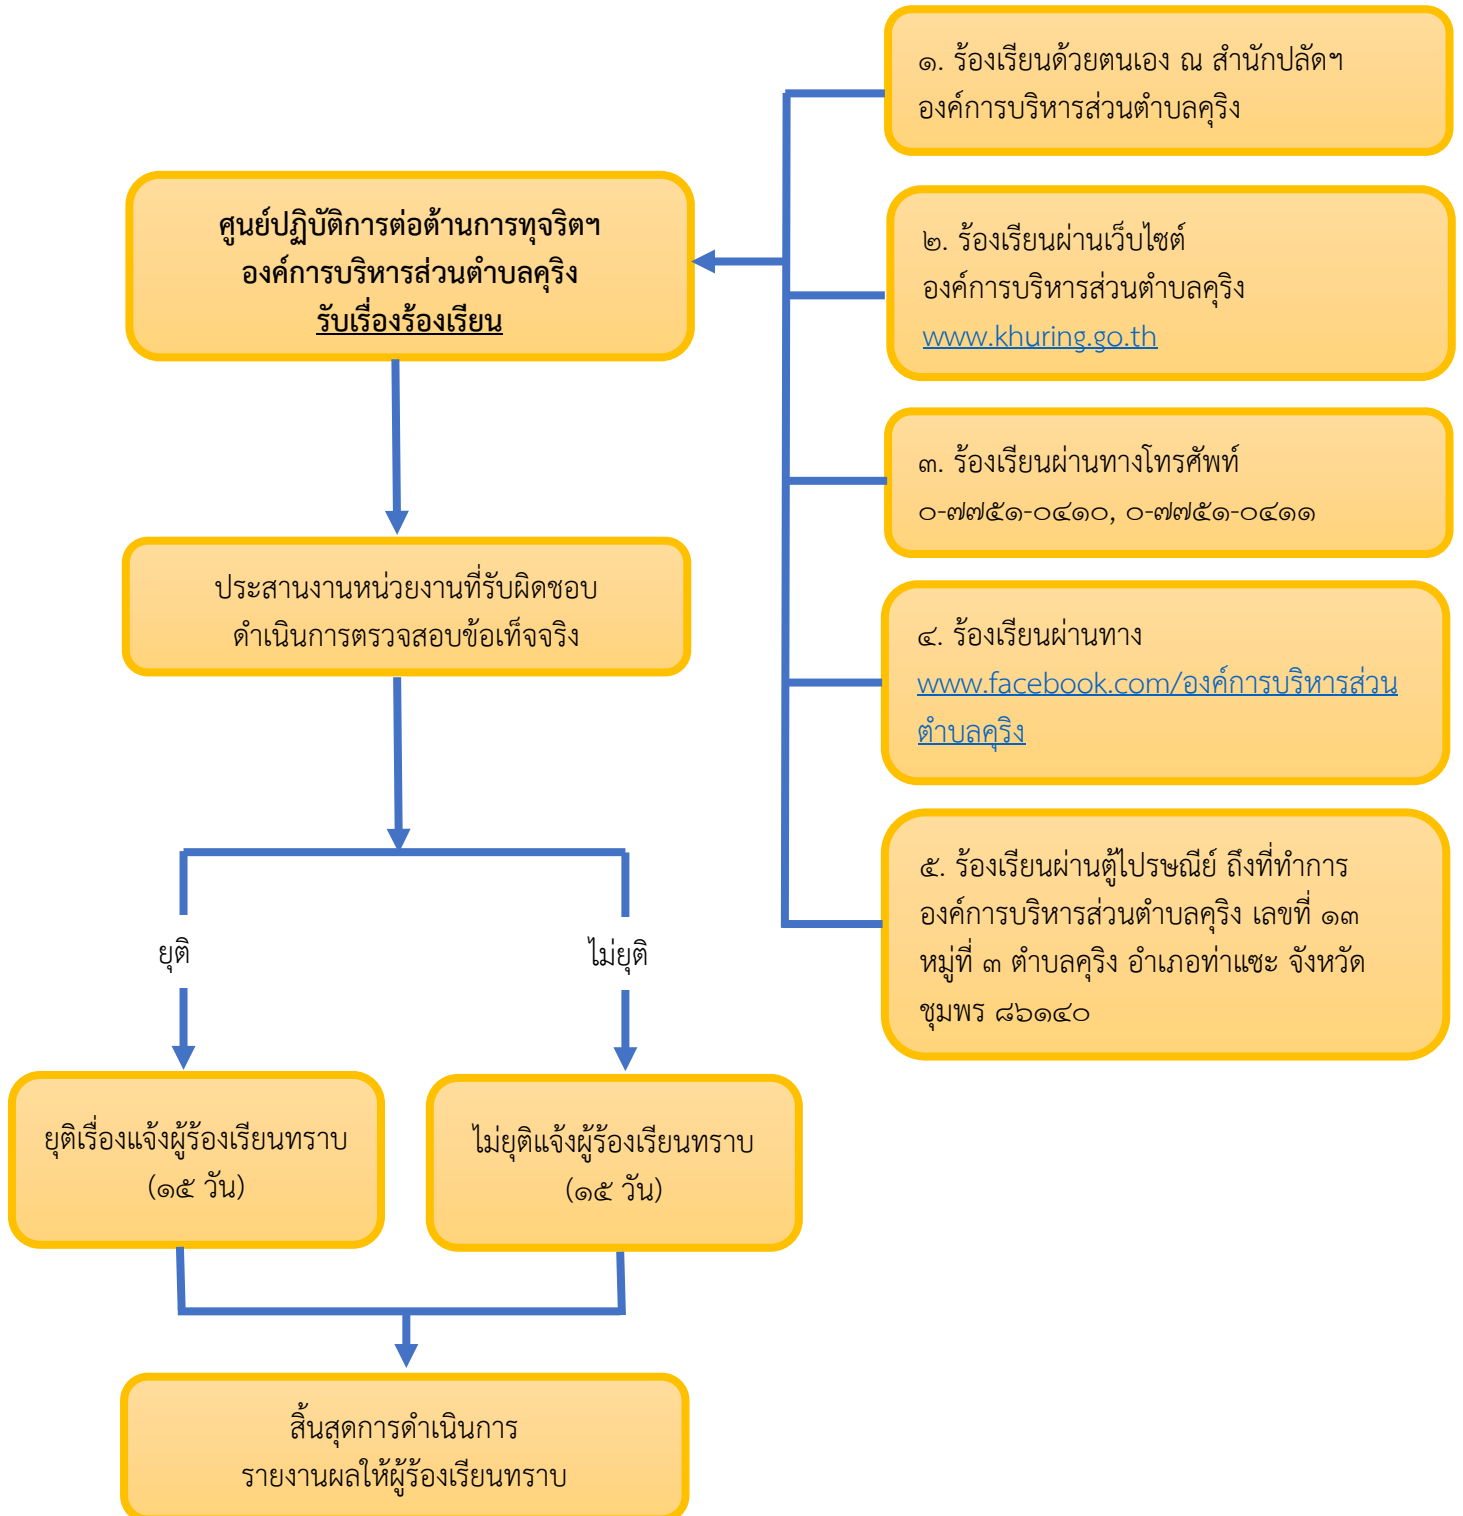 ๑. ร้องเรียนด้วยตนเอง ณ สำนักปลัดฯ
องค์การบริหารส่วนตำบลคุริง
ศูนย์ปฏิบัติการต่อต้านการทุจริตฯ
องค์การบริหารส่วนตำบลคุริง
รับเรื่องร้องเรียน
๒. ร้องเรียนผ่านเว็บไซต์
องค์การบริหารส่วนตำบลคุริง
www.khuring.go.th
๓. ร้องเรียนผ่านทางโทรศัพท์
๐-๗๗๕๑-๐๔๑๐, ๐-๗๗๕๑-๐๔๑๑
ประสานงานหน่วยงานที่รับผิดชอบ
ดำเนินการตรวจสอบข้อเท็จจริง
๔. ร้องเรียนผ่านทาง
www.facebook.com/องค์การบริหารส่วน
ตำบลคุริง
๕. ร้องเรียนผ่านตู้ไปรษณีย์ ถึงที่ทำการ
องค์การบริหารส่วนตำบลคุริง เลขที่ ๑๓
หมู่ที่ ๓ ตำบลคุริง อำเภอท่าแซะ จังหวัด
ชุมพร ๘๖๑๔๐
ยุติ
ไม่ยุติ
ยุติเรื่องแจ้งผู้ร้องเรียนทราบ
(๑๕ วัน)
ไม่ยุติแจ้งผู้ร้องเรียนทราบ
(๑๕ วัน)
สิ้นสุดการดำเนินการ
รายงานผลให้ผู้ร้องเรียนทราบ